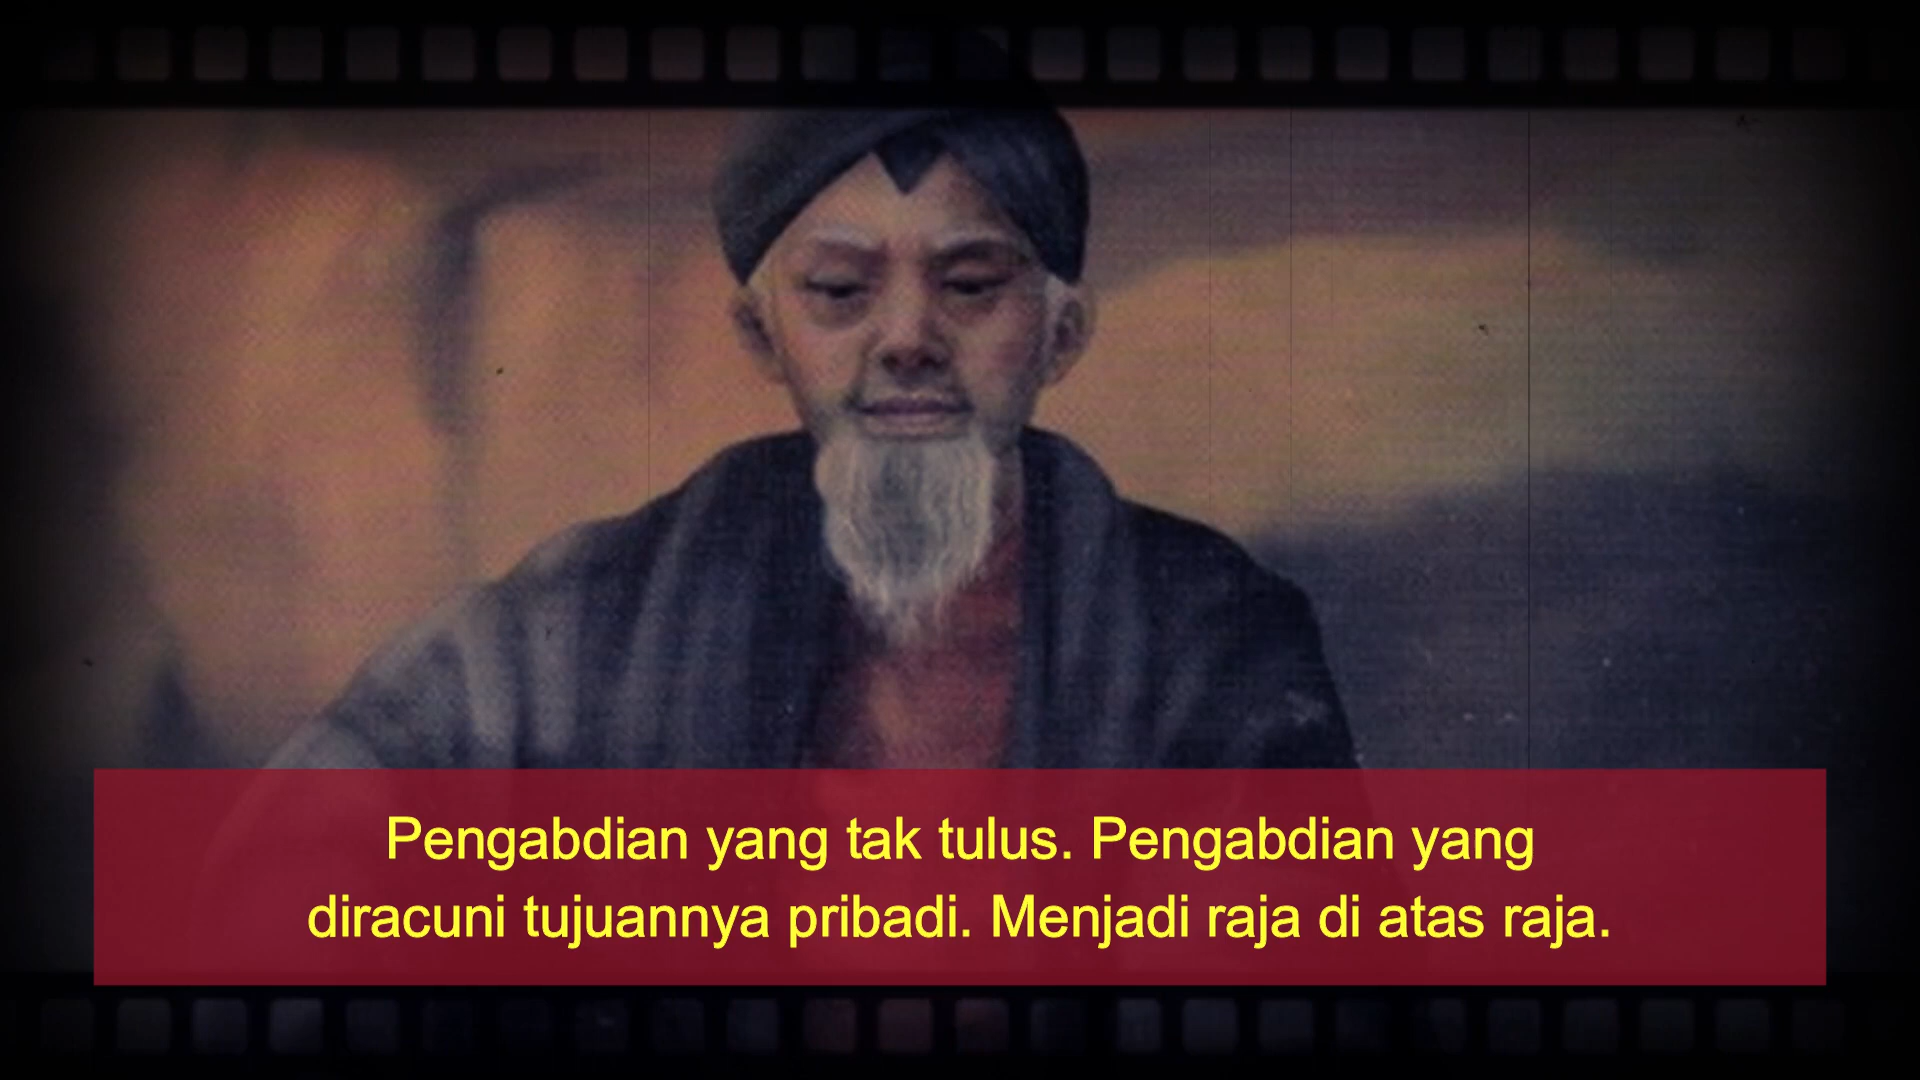 Pengabdian yang tak tulus. Pengabdian yang
diracuni tujuannya pribadi. Menjadi raja di atas raja.